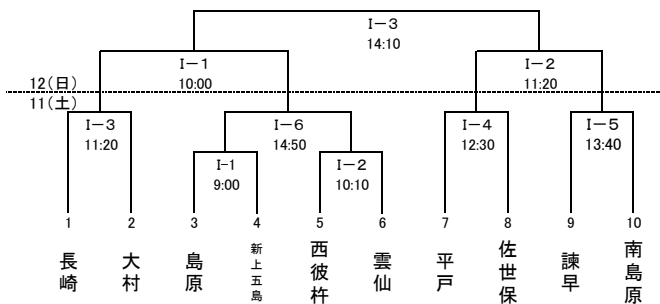 I－3
14:10
I－1
10:00
I－2
11:20
12(日)
11(土)
I－3
11:20
I－6
14:50
I－4
12:30
I－5
13:40
I-1
9:00
I－2
10:10
1 2 3 4 5 6 7 8 9 10
長崎
大村
島原
新上五島
西彼杵
雲仙
平戸
佐世保
諫早
南島原